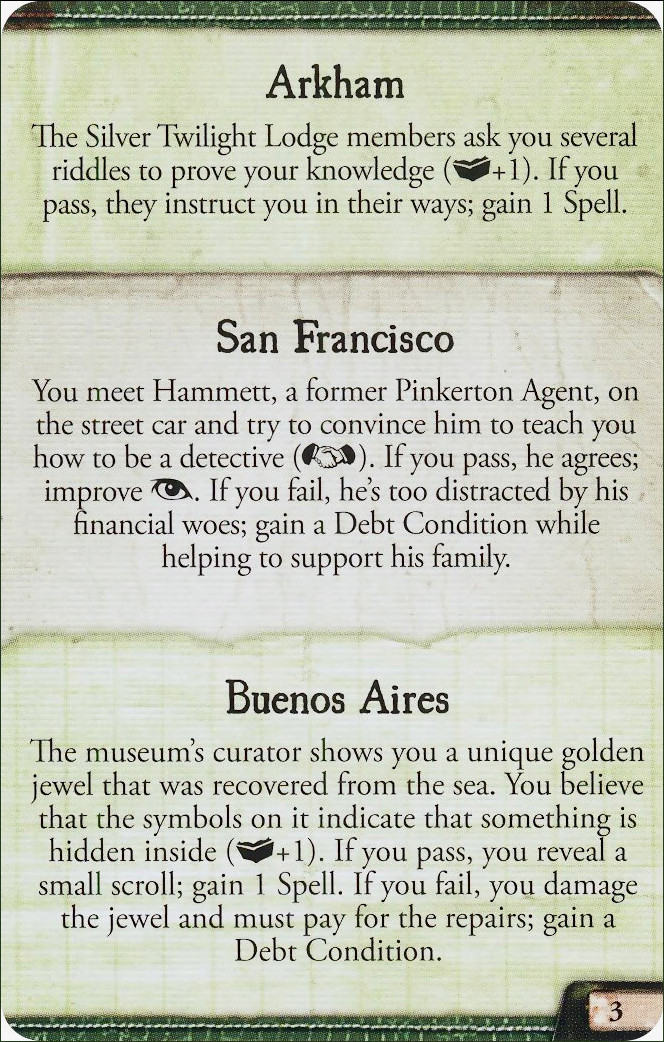 Arkham
The Silver Twilight Lodge members ask you several
riddles to prove your knowledge (+1). If you
pass, they instruct you in their ways; gain 1 Spell.
San Francisco
You meet Hammett, a former Pinkerton Agent, on
the street car and try to convince him to teach you
how to be a detective (). If you pass, he agrees;
improve . If you fail, he's too distracted by his
financial woes; gain a Debt Condition while
helping to support his family.
Buenos Aires
The museum's curator shows you a unique golden
jewel that was recovered from the sea. You believe
that the symbols on it indicate that something is
hidden inside (+1). If you pass, you reveal a
small scroll; gain 1 Spell. If you fail, you damage
the jewel and must pay for the repairs; gain a
Debt Condition.
3